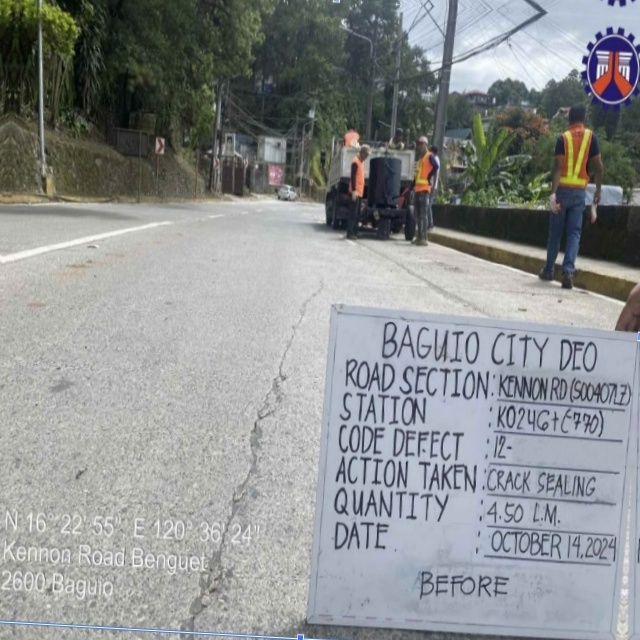 BAGUIO CITY DEO
ROAD SECTION: KENNON RD (S00407LZ)
STATION : K0246+(-770)
CODE DEFECT : 12-
ACTION TAKEN: CRACK SEALING
QUANTITY : 4.50 L.M.
DATE : OCTOBER 14, 2024
BEFORE
N 16° 22' 55" E 120° 36' 24"
Kennon Road Benguet
2600 Baguio